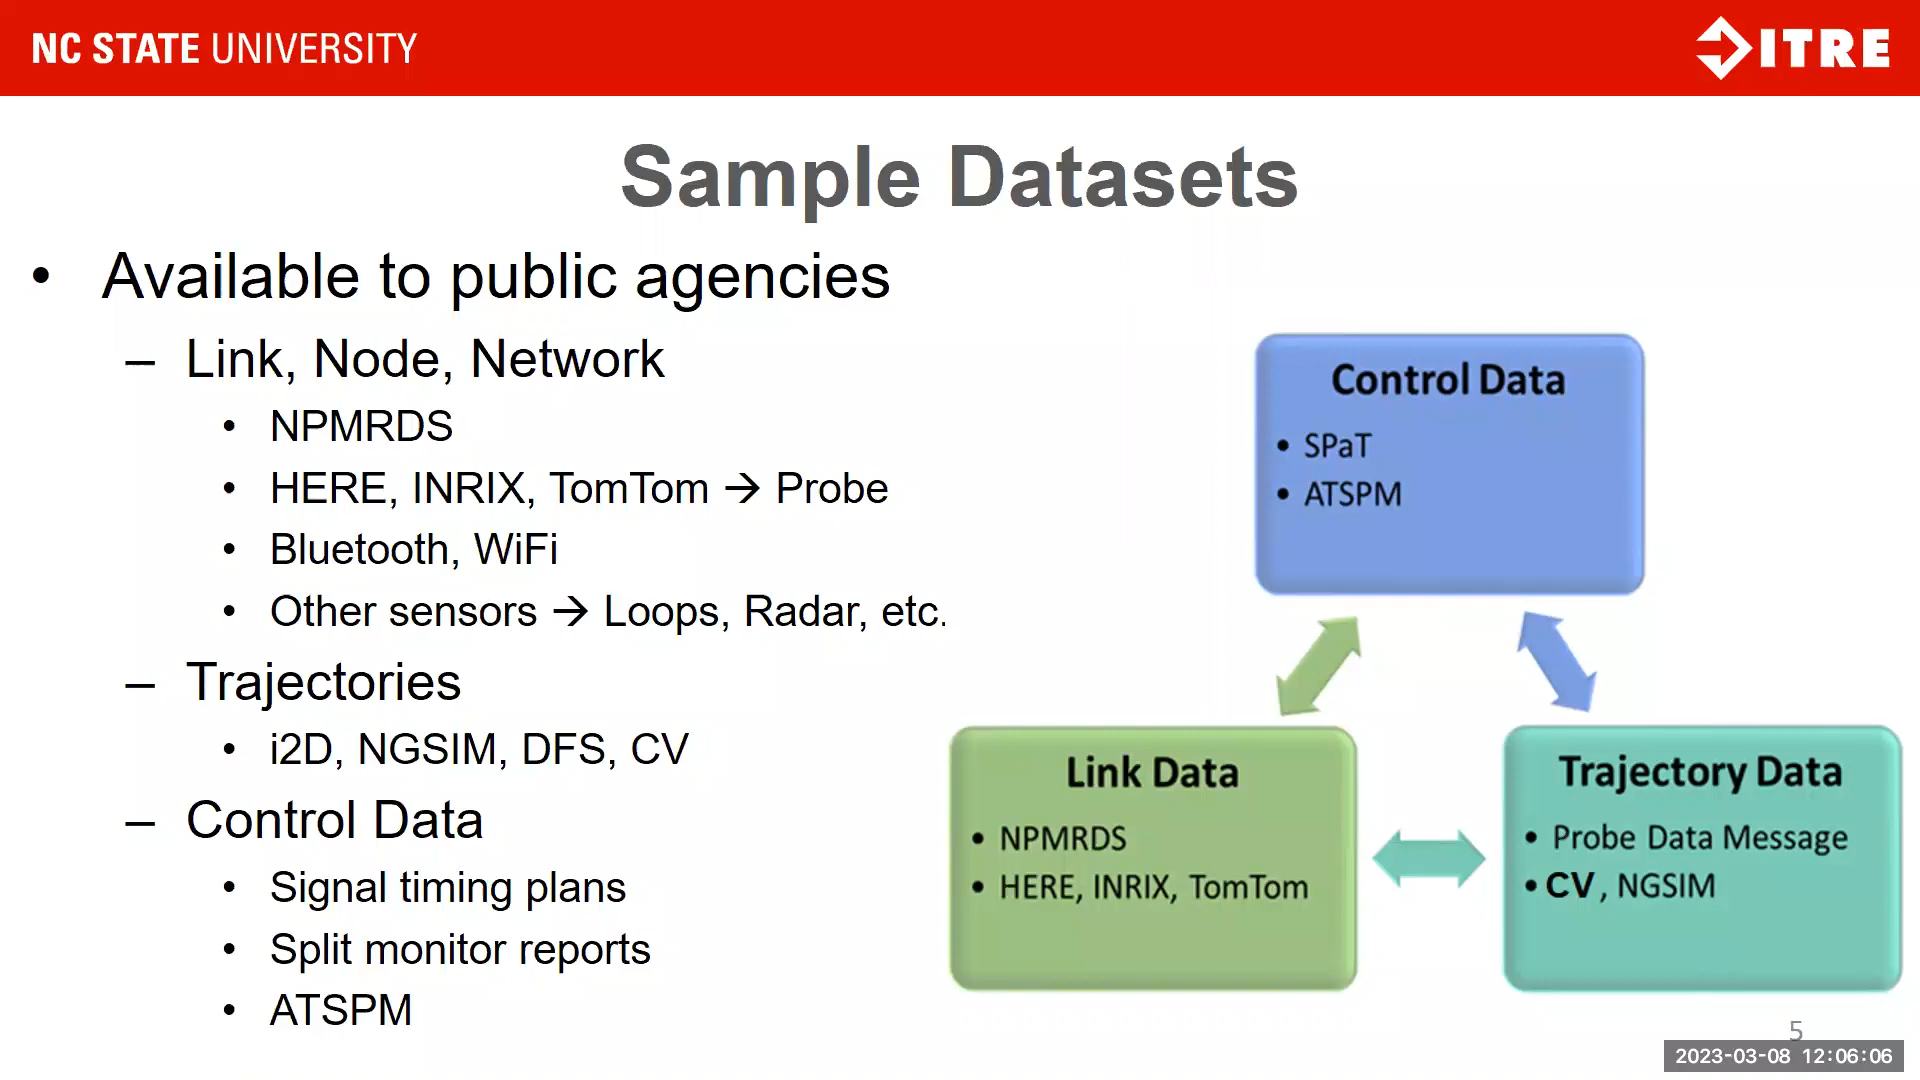 NC STATE UNIVERSITY
ITRE
Sample Datasets
• Available to public agencies
– Link, Node, Network
• NPMRDS
• HERE, INRIX, TomTom → Probe
• Bluetooth, WiFi
• Other sensors → Loops, Radar, etc.
– Trajectories
• i2D, NGSIM, DFS, CV
– Control Data
• Signal timing plans
• Split monitor reports
• ATSPM
Control Data
• SPaT
• ATSPM
Link Data
• NPMRDS
• HERE, INRIX, TomTom
Trajectory Data
• Probe Data Message
• CV, NGSIM
5
2023-03-08 12:06:06